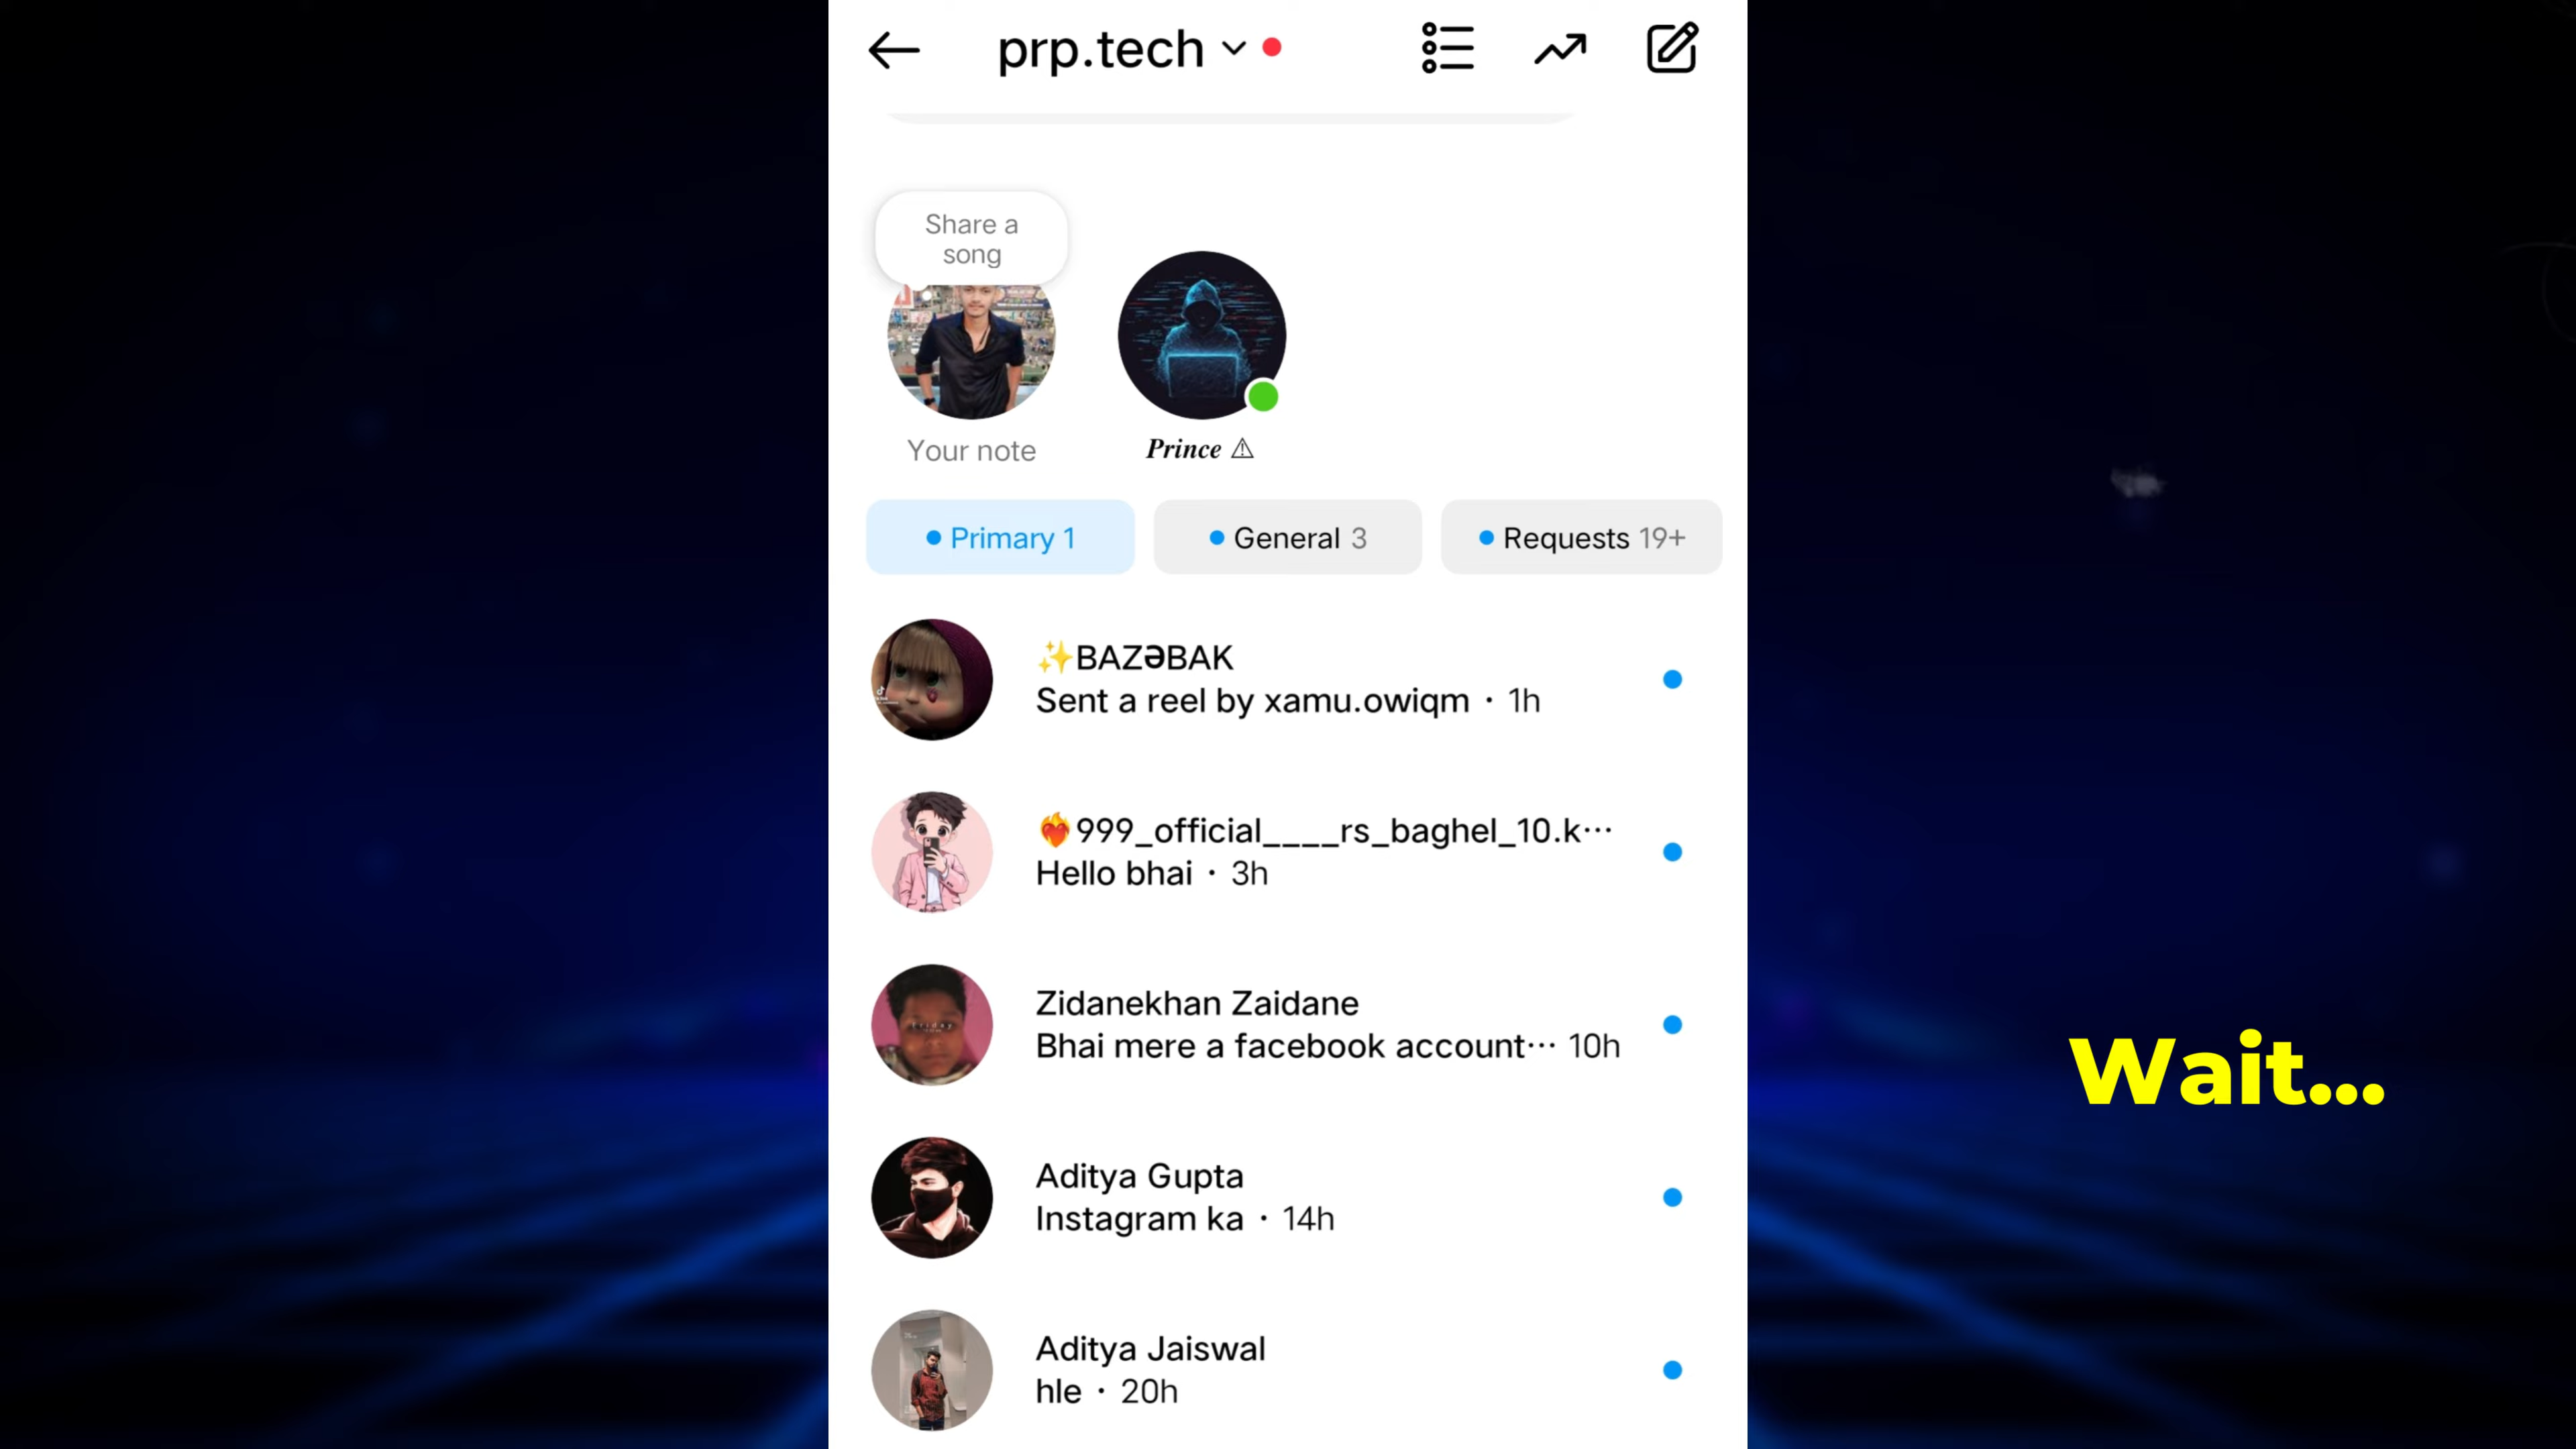 prp.tech
Share a
song
Your note
Prince ⚠
Primary 1
General 3
Requests 19+
✨BAZƏBAK
Sent a reel by xamu.owiqm · 1h
❤️‍🔥999_official____rs_baghel_10.k...
Hello bhai · 3h
Zidanekhan Zaidane
Bhai mere a facebook account... 10h
Aditya Gupta
Instagram ka · 14h
Wait...
Aditya Jaiswal
hle · 20h